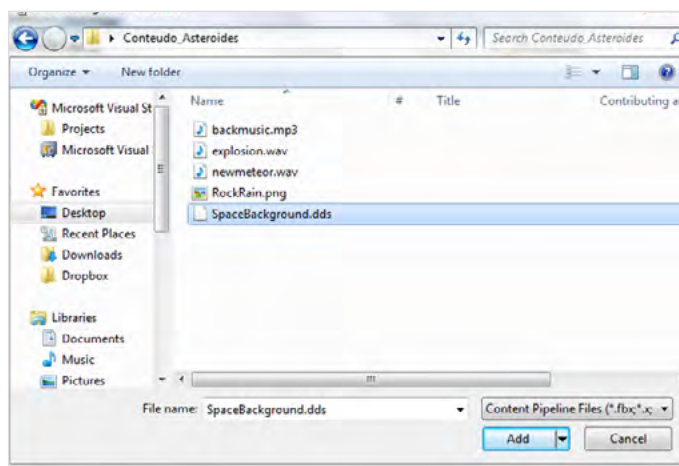 Conteudo_Asteroides
Search Conteudo_Asteroides
Organize
New folder
Name # Title Contributing a
Microsoft Visual St
Projects
Microsoft Visual
Favorites
Desktop
Recent Places
Downloads
Dropbox
Libraries
Documents
Music
Pictures
backmusic.mp3
explosion.wav
newmeteor.wav
RockRain.png
SpaceBackground.dds
File name: SpaceBackground.dds
Content Pipeline Files (*.fbx;*.x;
Add
Cancel